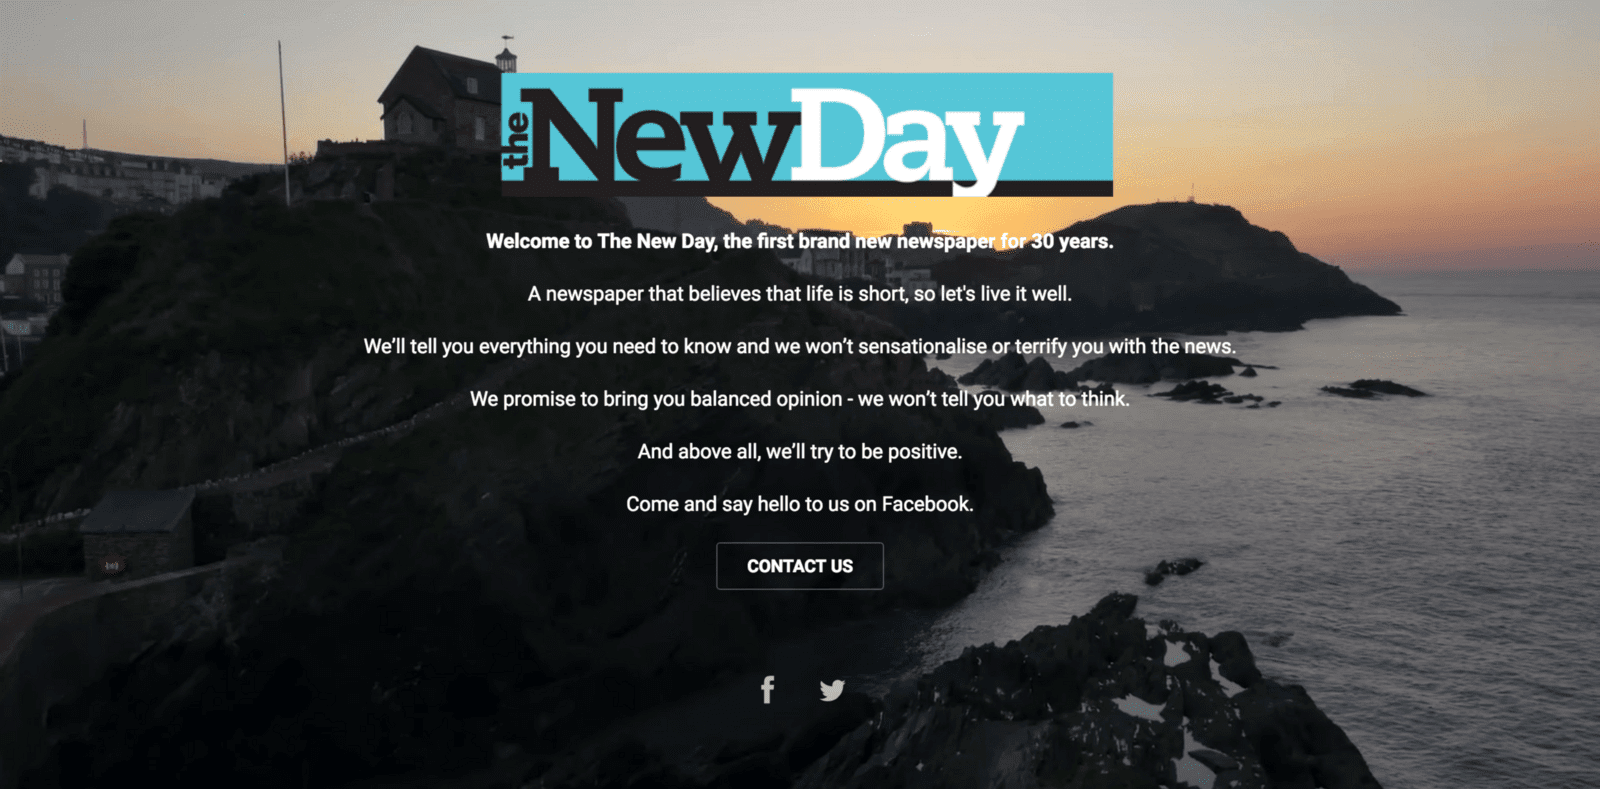 the NewDay
Welcome to The New Day, the first brand new newspaper for 30 years.
A newspaper that believes that life is short, so let's live it well.
We’ll tell you everything you need to know and we won’t sensationalise or terrify you with the news.
We promise to bring you balanced opinion - we won’t tell you what to think.
And above all, we’ll try to be positive.
Come and say hello to us on Facebook.
CONTACT US